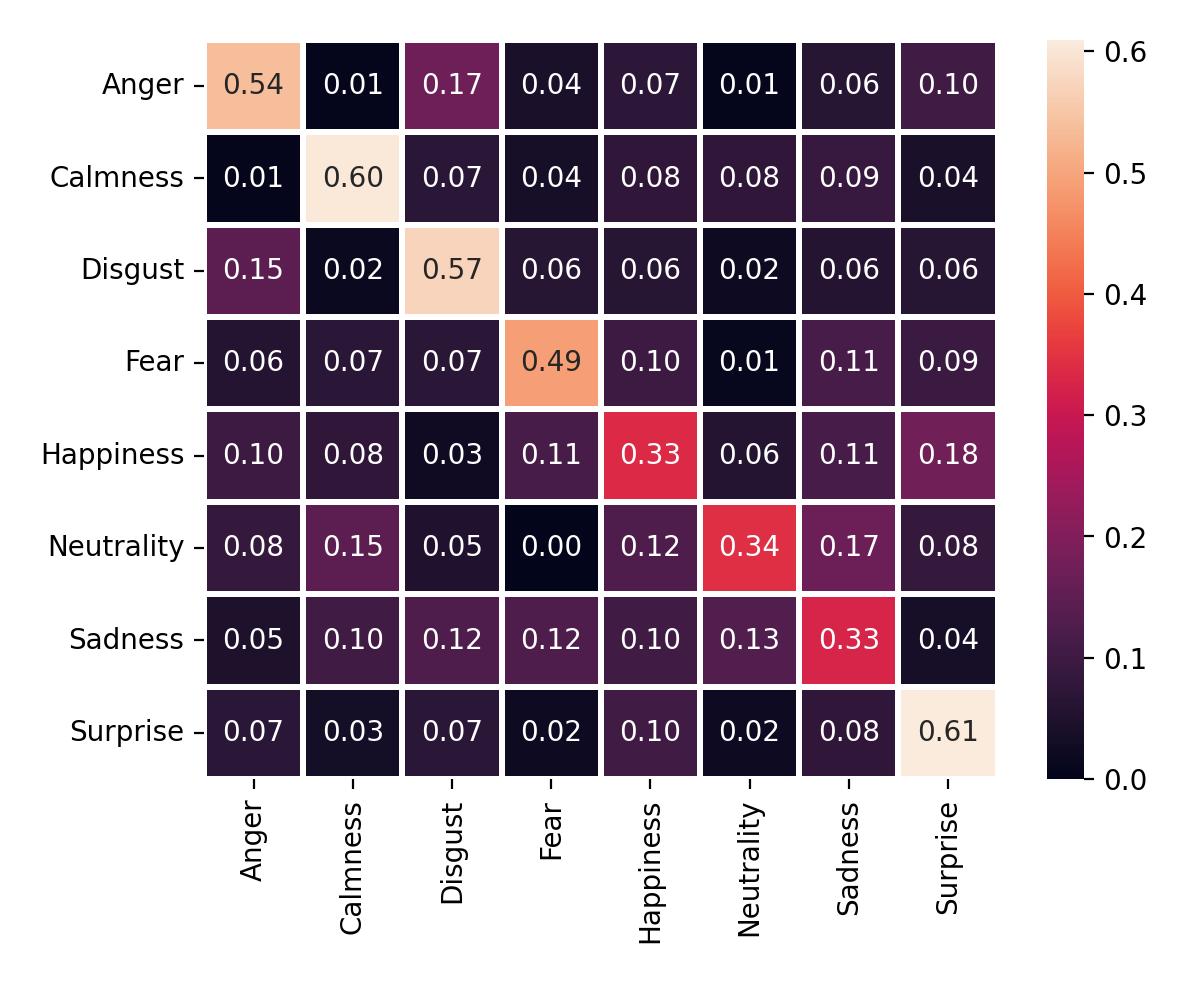 Anger 0.54 0.01 0.17 0.04 0.07 0.01 0.06 0.10
Calmness 0.01 0.60 0.07 0.04 0.08 0.08 0.09 0.04
Disgust 0.15 0.02 0.57 0.06 0.06 0.02 0.06 0.06
Fear 0.06 0.07 0.07 0.49 0.10 0.01 0.11 0.09
Happiness 0.10 0.08 0.03 0.11 0.33 0.06 0.11 0.18
Neutrality 0.08 0.15 0.05 0.00 0.12 0.34 0.17 0.08
Sadness 0.05 0.10 0.12 0.12 0.10 0.13 0.33 0.04
Surprise 0.07 0.03 0.07 0.02 0.10 0.02 0.08 0.61
Anger Calmness Disgust Fear Happiness Neutrality Sadness Surprise
0.6
0.5
0.4
0.3
0.2
0.1
0.0